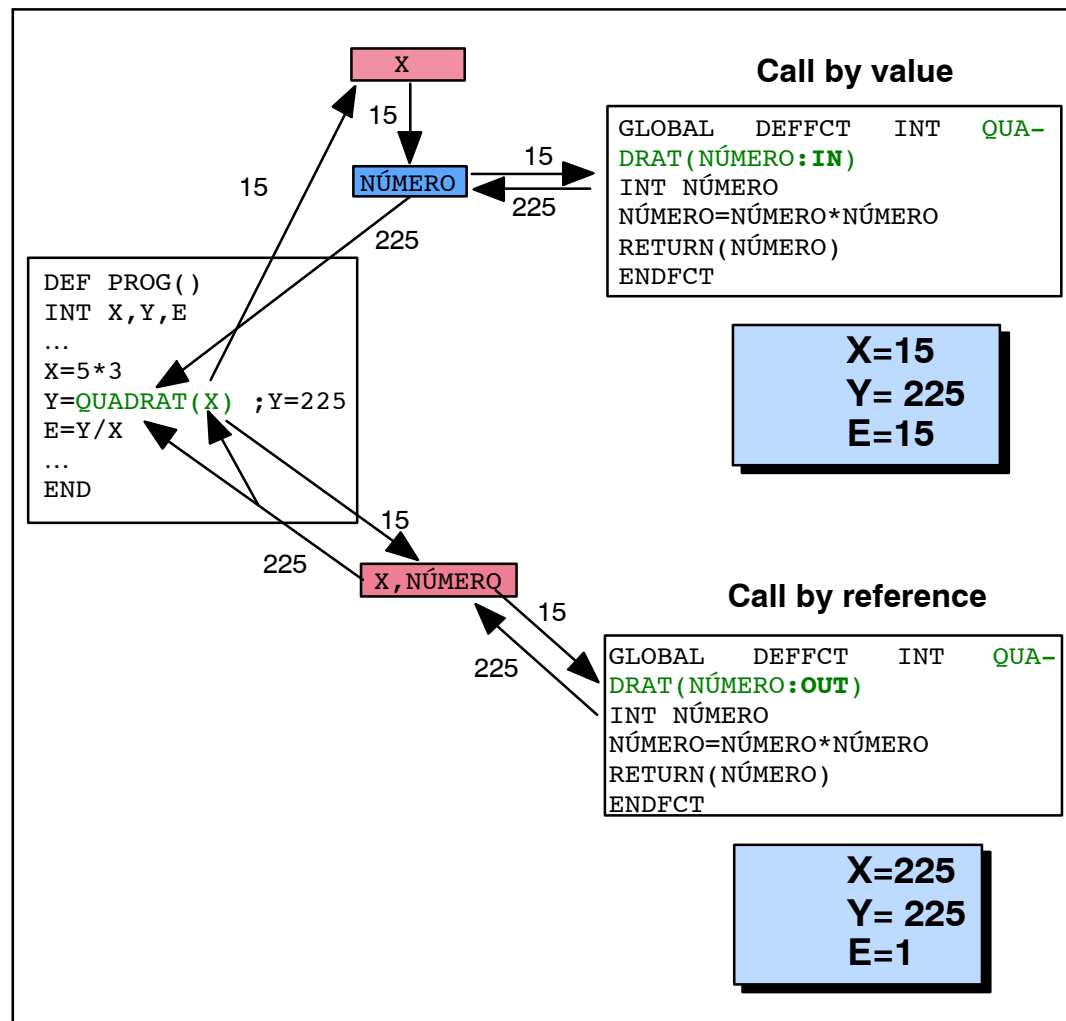 X
Call by value
15
GLOBAL DEFFCT INT QUA-
DRAT(NÚMERO:IN)
INT NÚMERO
NÚMERO=NÚMERO*NÚMERO
RETURN(NÚMERO)
ENDFCT
NÚMERO
15
225
15
225
DEF PROG()
INT X,Y,E
...
X=5*3
Y=QUADRAT(X) ;Y=225
E=Y/X
...
END
X=15
Y= 225
E=15
15
225
X,NÚMERO
Call by reference
15
225
GLOBAL DEFFCT INT QUA-
DRAT(NÚMERO:OUT)
INT NÚMERO
NÚMERO=NÚMERO*NÚMERO
RETURN(NÚMERO)
ENDFCT
X=225
Y= 225
E=1